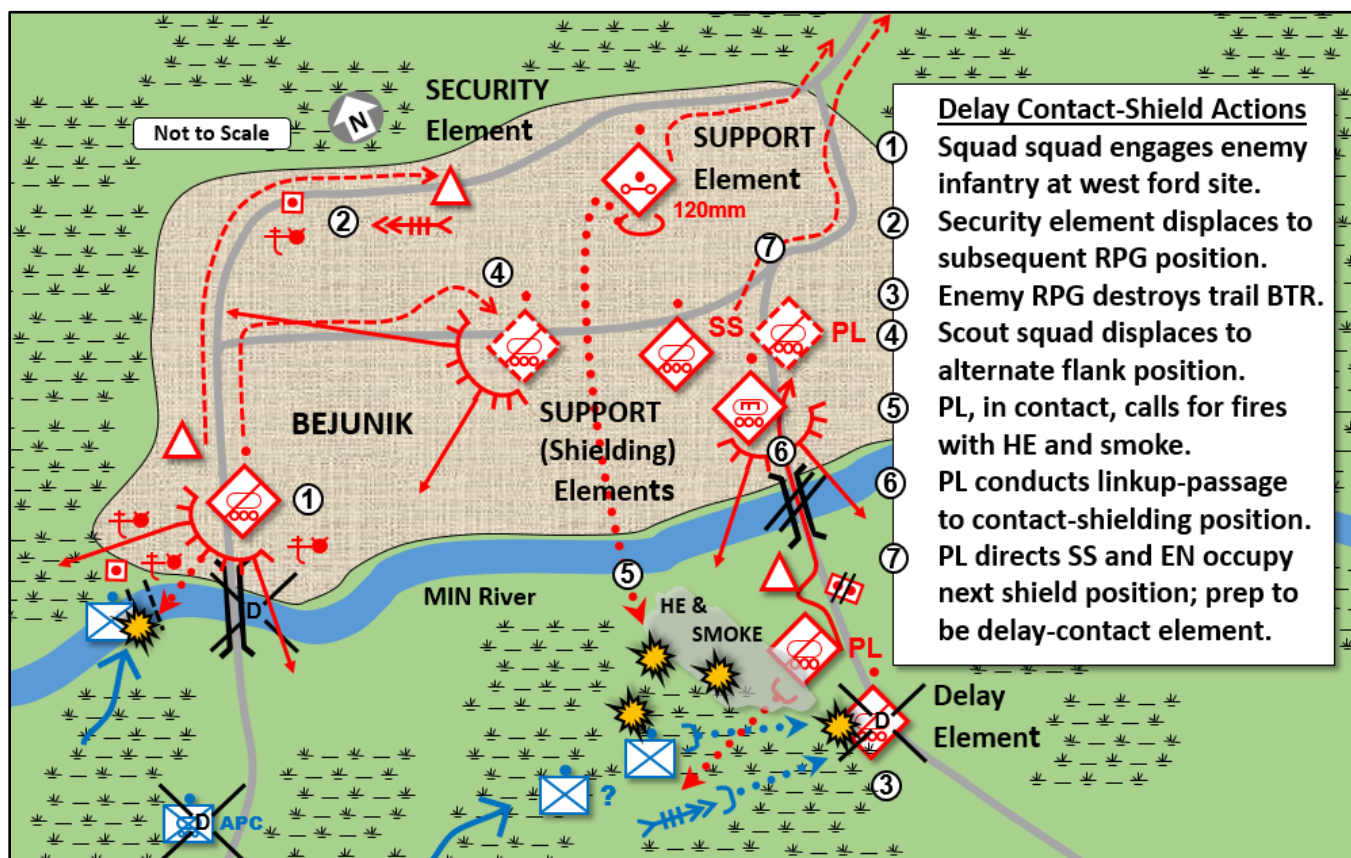 SECURITY
Element
N
Not to Scale
SUPPORT
Element
120mm
2
4
7
SS
PL
BEJUNIK
SUPPORT
(Shielding)
Elements
1
6
5
MIN River
D
HE &
SMOKE
PL
D
Delay
Element
3
?
D
APC
Delay Contact-Shield Actions
1 Squad squad engages enemy
infantry at west ford site.
2 Security element displaces to
subsequent RPG position.
3 Enemy RPG destroys trail BTR.
4 Scout squad displaces to
alternate flank position.
5 PL, in contact, calls for fires
with HE and smoke.
6 PL conducts linkup-passage
to contact-shielding position.
7 PL directs SS and EN occupy
next shield position; prep to
be delay-contact element.